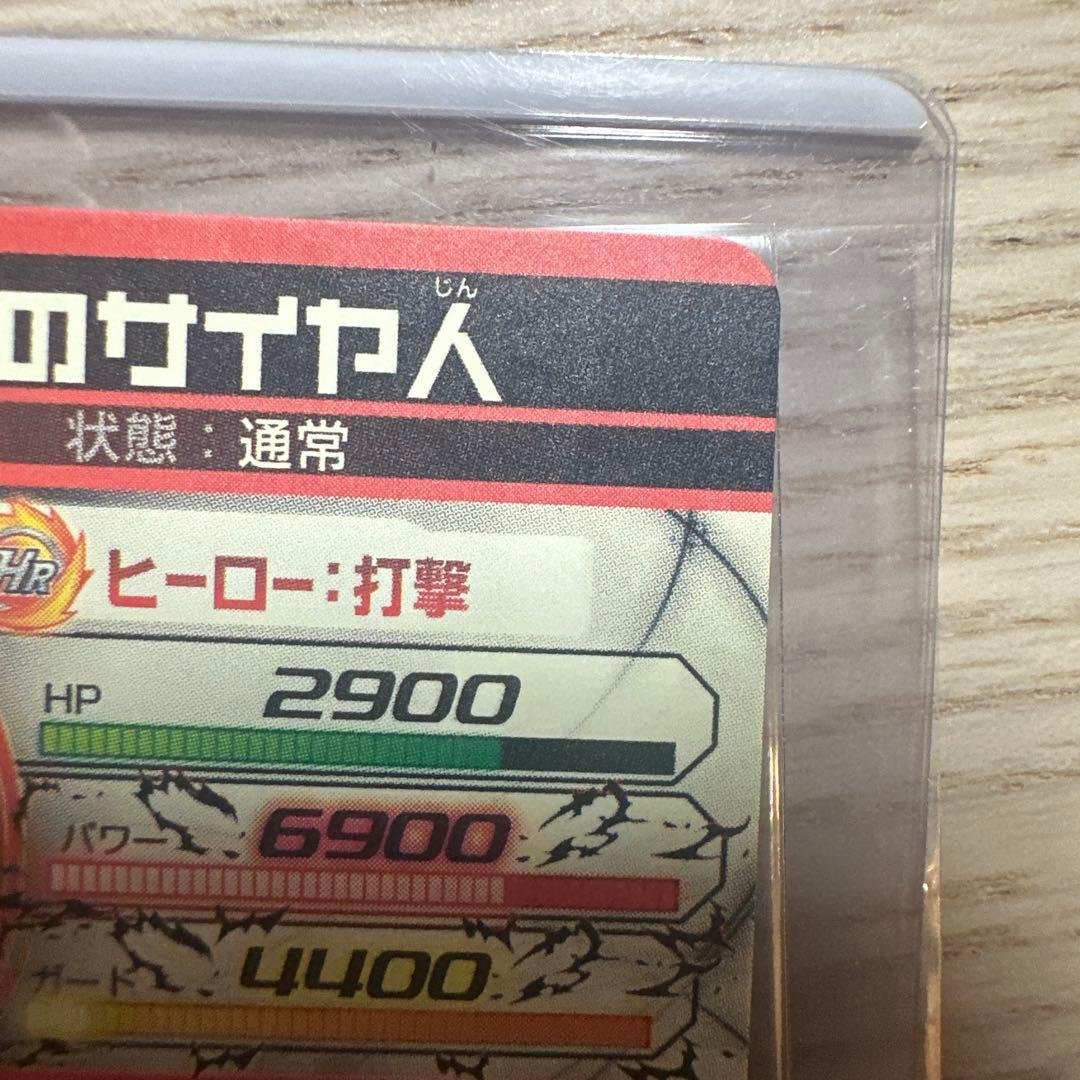 のサイヤ人
じん
状態：通常
HR
ヒーロー：打撃
HP 2900
パワー 6900
ガード 4400